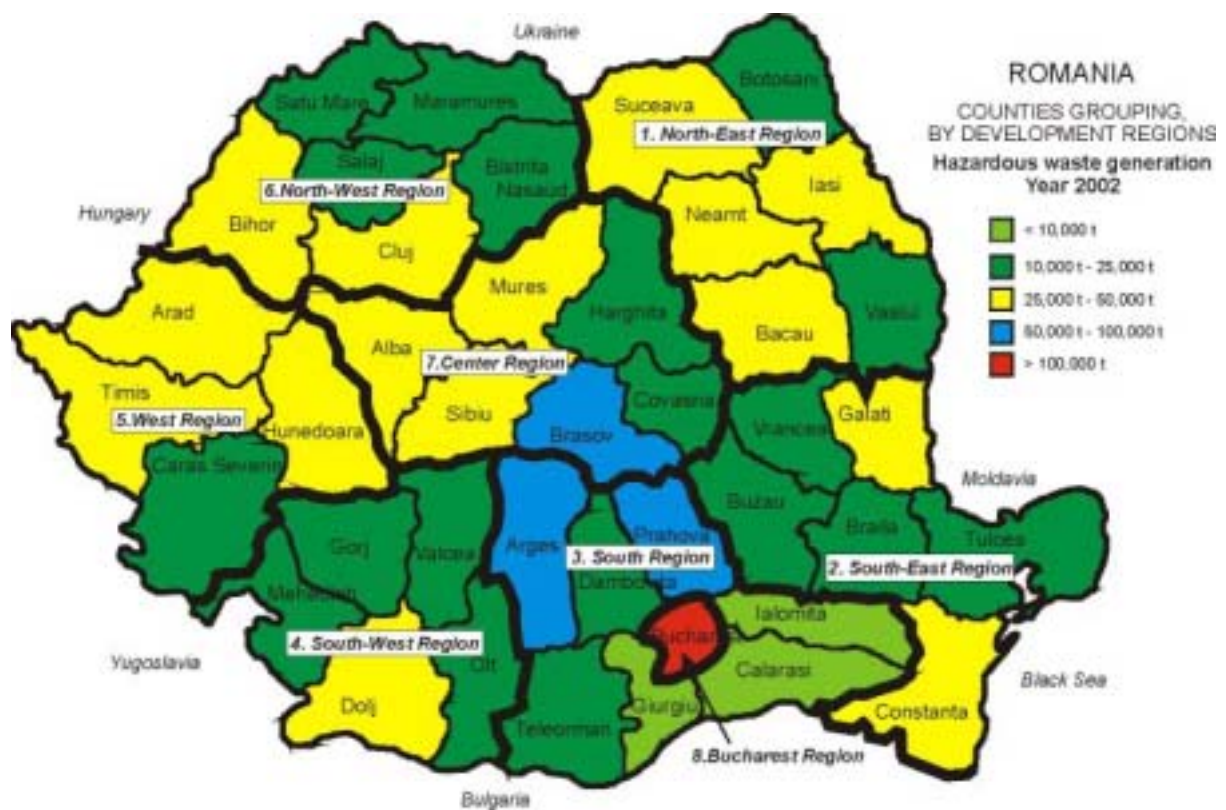 Ukraine
ROMANIA
COUNTIES GROUPING,
BY DEVELOPMENT REGIONS
Hazardous waste generation
Year 2002
< 10,000 t
10,000 t - 25,000 t
25,000 t - 50,000 t
50,000 t - 100,000 t
> 100,000 t
Botosani
Satu Mare
Maramures
Suceava
1. North-East Region
Salaj
Bistrita
Nasaud
6.North-West Region
Iasi
Hungary
Bihor
Neamt
Cluj
Mures
Arad
Harghita
Vaslui
Bacau
Alba
7.Center Region
Timis
5.West Region
Hunedoara
Sibiu
Covasna
Brasov
Vrancea
Galati
Caras Severin
Moldavia
Buzau
Braila
Tulcea
Gorj
Valcea
Arges
Prahova
3. South Region
2. South-East Region
Ialomita
4. South-West Region
Olt
Yugoslavia
Calarasi
Black Sea
Dolj
Giurgiu
Constanta
Teleorman
8.Bucharest Region
Bulgaria